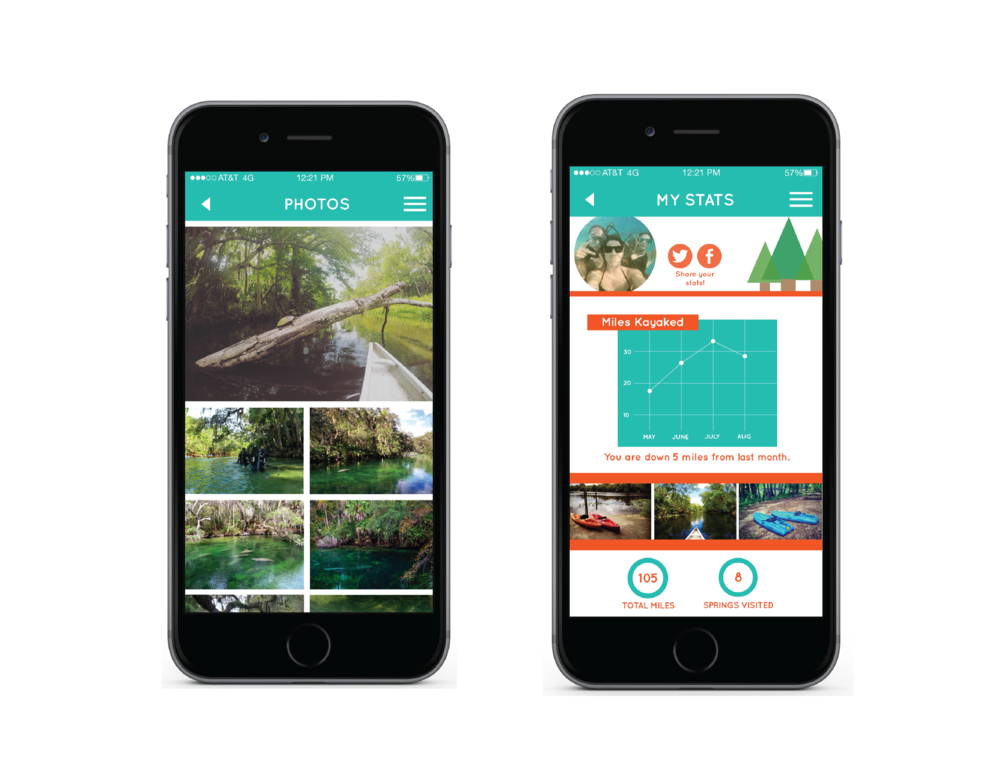 ●●●○○ AT&T 4G 12:21 PM 57%
PHOTOS
●●●○○ AT&T 4G 12:21 PM 57%
MY STATS
Share your
stats!
Miles Kayaked
30
20
10
MAY JUNE JULY AUG
You are down 5 miles from last month.
105 8
TOTAL MILES SPRINGS VISITED